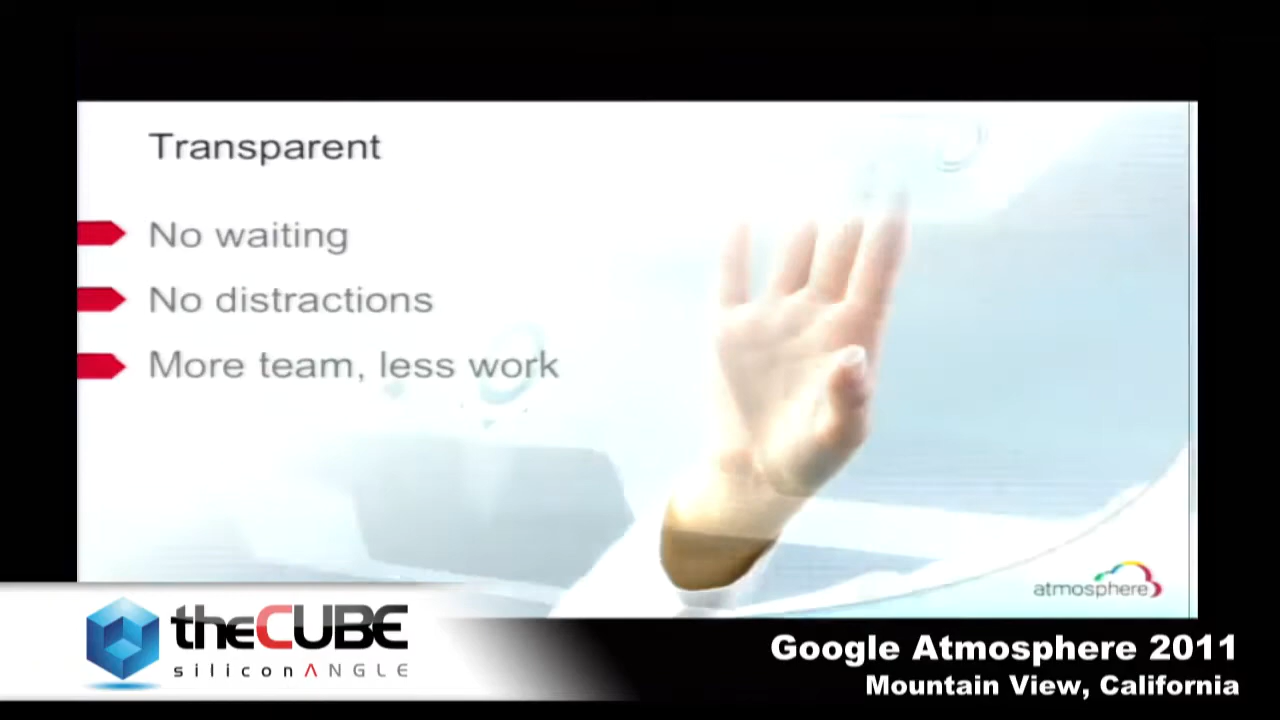 Transparent
No waiting
No distractions
More team, less work
atmosphere
theCUBE
siliconANGLE
Google Atmosphere 2011
Mountain View, California